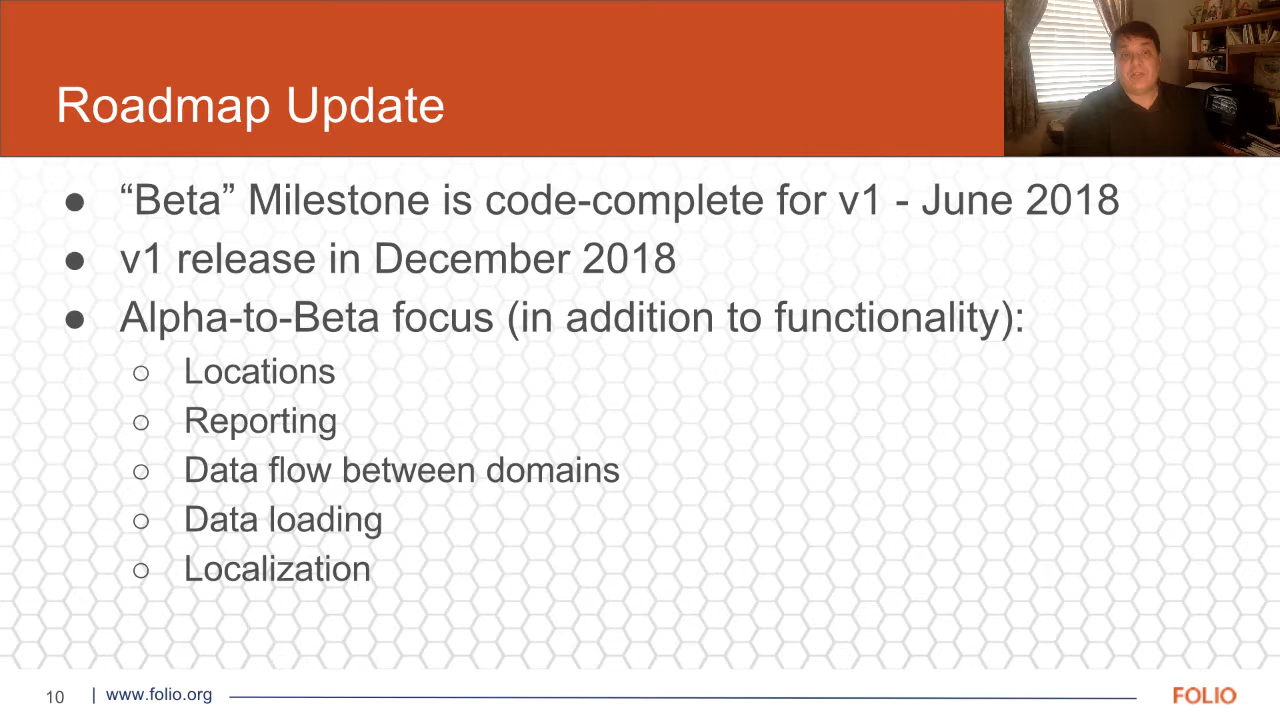 Roadmap Update
● “Beta” Milestone is code-complete for v1 - June 2018
● v1 release in December 2018
● Alpha-to-Beta focus (in addition to functionality):
○ Locations
○ Reporting
○ Data flow between domains
○ Data loading
○ Localization
10 | www.folio.org
FOLIO